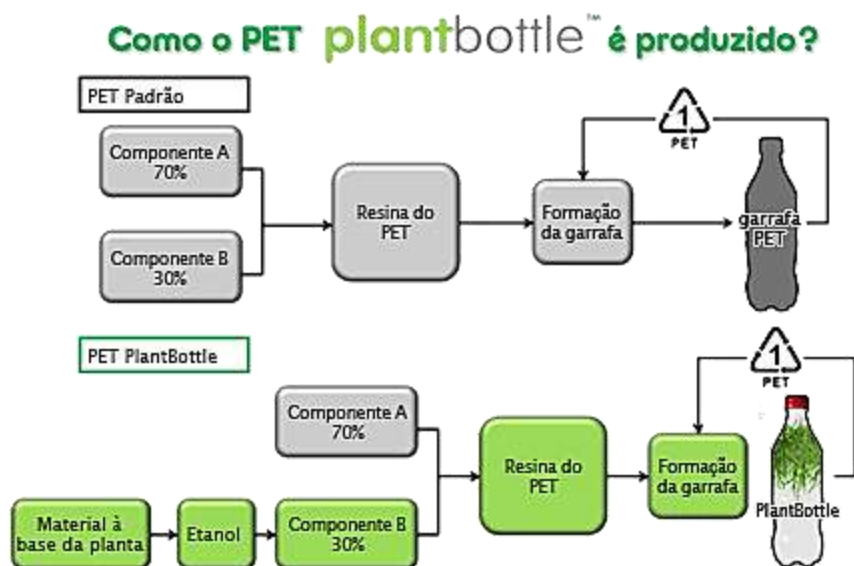 Como o PET plantbottle™ é produzido?
PET Padrão
Componente A
70%
Componente B
30%
Resina do
PET
Formação
da garrafa
1
PET
garrafa
PET
PET PlantBottle
Componente A
70%
Material à
base da planta
Etanol
Componente B
30%
Resina do
PET
Formação
da garrafa
1
PET
PlantBottle